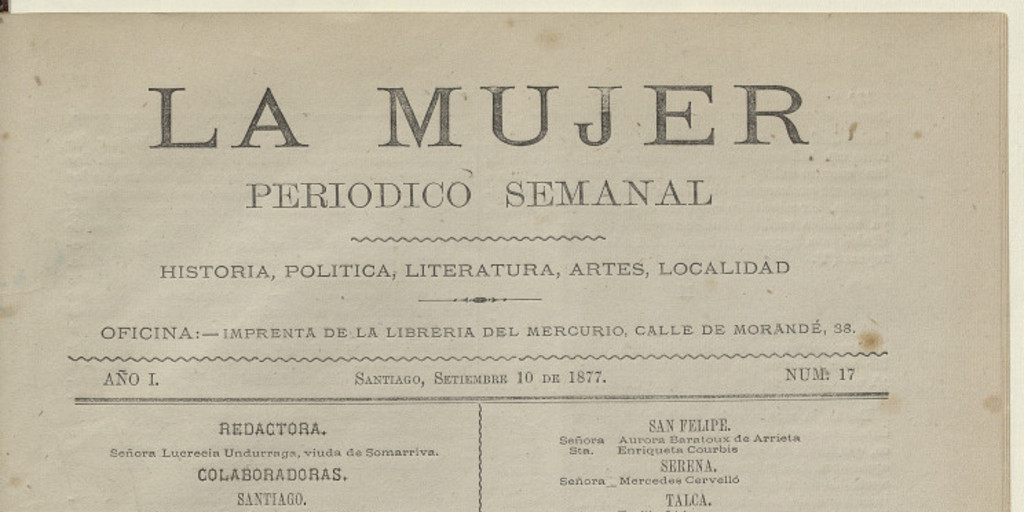 LA MUJER
PERIODICO SEMANAL
HISTORIA, POLITICA, LITERATURA, ARTES, LOCALIDAD
OFICINA:—IMPRENTA DE LA LIBRERIA DEL MERCURIO, CALLE DE MORANDÉ, 38.
AÑO I. SANTIAGO, SETIEMBRE 10 DE 1877. NUM. 17
REDACTORA.
Señora Lucrecia Undurraga, viuda de Somarriva.
COLABORADORAS.
SANTIAGO.
SAN FELIPE.
Señora Aurora Baratoux de Arrieta
Sta. Enriqueta Courbis
SERENA.
Señora Mercedes Cervelló
TALCA.